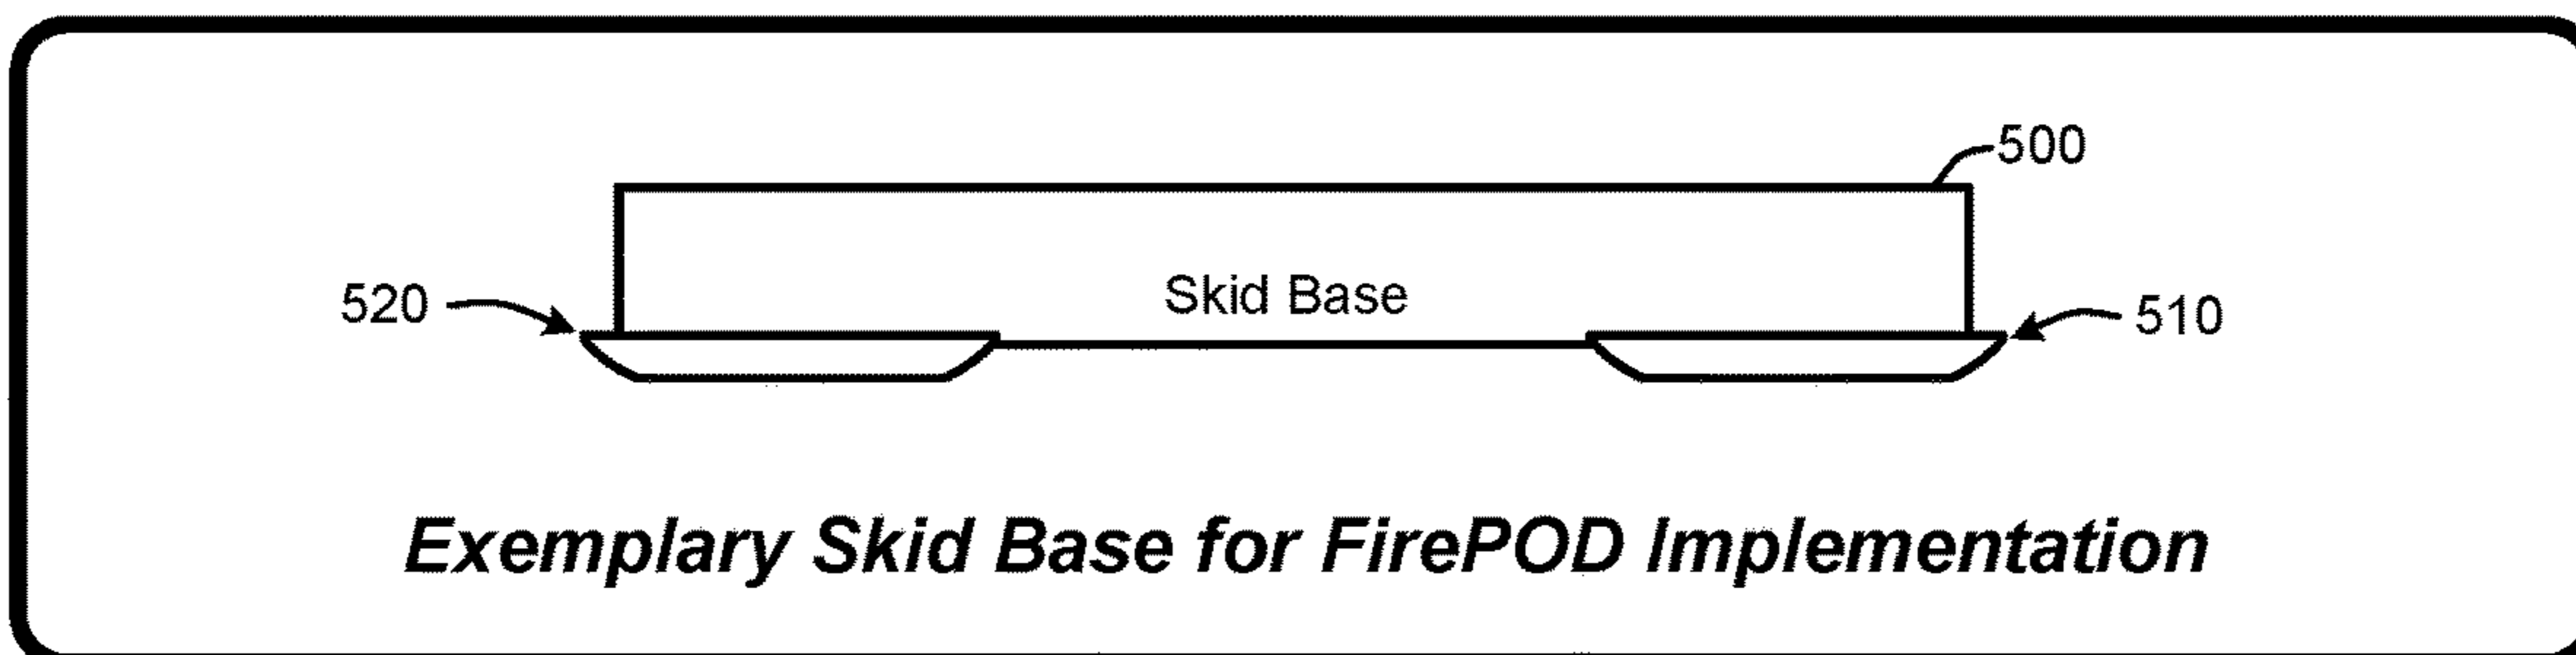 500
Skid Base
520
510
Exemplary Skid Base for FirePOD Implementation